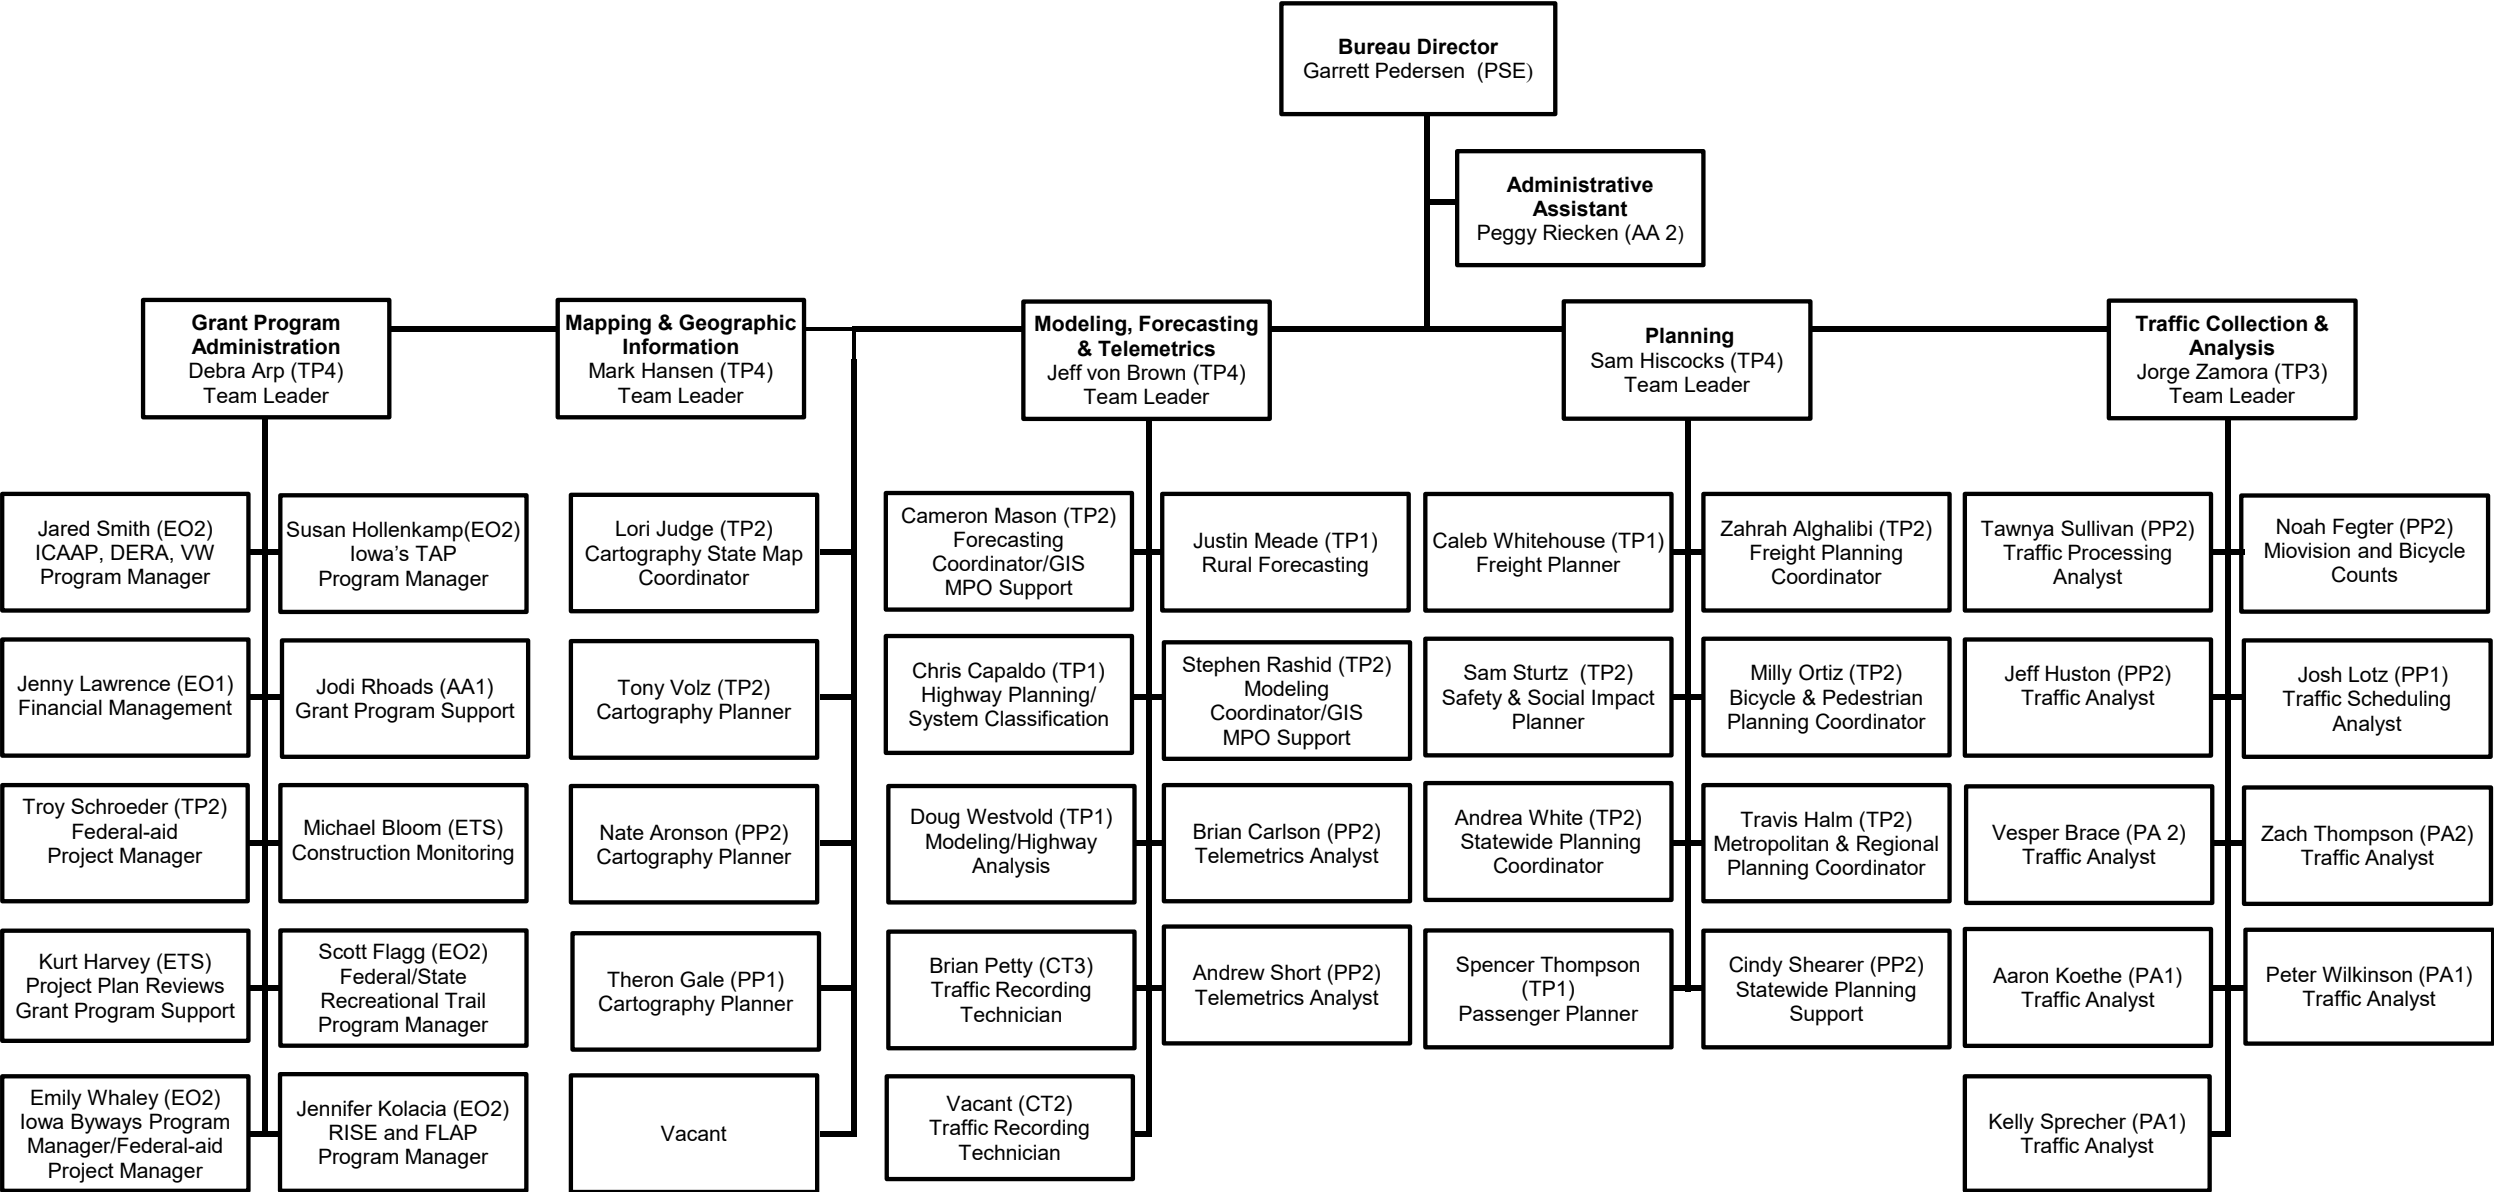 Bureau Director
Garrett Pedersen  (PSE)
Administrative
Assistant
Peggy Riecken (AA 2)
Grant Program
Administration
Debra Arp (TP4)
Team Leader
Mapping & Geographic
Information
Mark Hansen (TP4)
Team Leader
Modeling, Forecasting
& Telemetrics
Jeff von Brown (TP4)
Team Leader
Planning
Sam Hiscocks (TP4)
Team Leader
Traffic Collection &
Analysis
Jorge Zamora (TP3)
Team Leader
Jared Smith (EO2)
ICAAP, DERA, VW
Program Manager
Susan Hollenkamp(EO2)
Iowa’s TAP
Program Manager
Lori Judge (TP2)
Cartography State Map
Coordinator
Cameron Mason (TP2)
Forecasting
Coordinator/GIS
MPO Support
Justin Meade (TP1)
Rural Forecasting
Caleb Whitehouse (TP1)
Freight Planner
Zahrah Alghalibi (TP2)
Freight Planning
Coordinator
Tawnya Sullivan (PP2)
Traffic Processing
Analyst
Noah Fegter (PP2)
Miovision and Bicycle
Counts
Jenny Lawrence (EO1)
Financial Management
Jodi Rhoads (AA1)
Grant Program Support
Tony Volz (TP2)
Cartography Planner
Chris Capaldo (TP1)
Highway Planning/
System Classification
Stephen Rashid (TP2)
Modeling
Coordinator/GIS
MPO Support
Sam Sturtz  (TP2)
Safety & Social Impact
Planner
Milly Ortiz (TP2)
Bicycle & Pedestrian
Planning Coordinator
Jeff Huston (PP2)
Traffic Analyst
Josh Lotz (PP1)
Traffic Scheduling
Analyst
Troy Schroeder (TP2)
Federal-aid
Project Manager
Michael Bloom (ETS)
Construction Monitoring
Nate Aronson (PP2)
Cartography Planner
Doug Westvold (TP1)
Modeling/Highway
Analysis
Brian Carlson (PP2)
Telemetrics Analyst
Andrea White (TP2)
Statewide Planning
Coordinator
Travis Halm (TP2)
Metropolitan & Regional
Planning Coordinator
Vesper Brace (PA 2)
Traffic Analyst
Zach Thompson (PA2)
Traffic Analyst
Kurt Harvey (ETS)
Project Plan Reviews
Grant Program Support
Scott Flagg (EO2)
Federal/State
Recreational Trail
Program Manager
Theron Gale (PP1)
Cartography Planner
Brian Petty (CT3)
Traffic Recording
Technician
Andrew Short (PP2)
Telemetrics Analyst
Spencer Thompson
(TP1)
Passenger Planner
Cindy Shearer (PP2)
Statewide Planning
Support
Aaron Koethe (PA1)
Traffic Analyst
Peter Wilkinson (PA1)
Traffic Analyst
Emily Whaley (EO2)
Iowa Byways Program
Manager/Federal-aid
Project Manager
Jennifer Kolacia (EO2)
RISE and FLAP
Program Manager
Vacant
Vacant (CT2)
Traffic Recording
Technician
Kelly Sprecher (PA1)
Traffic Analyst